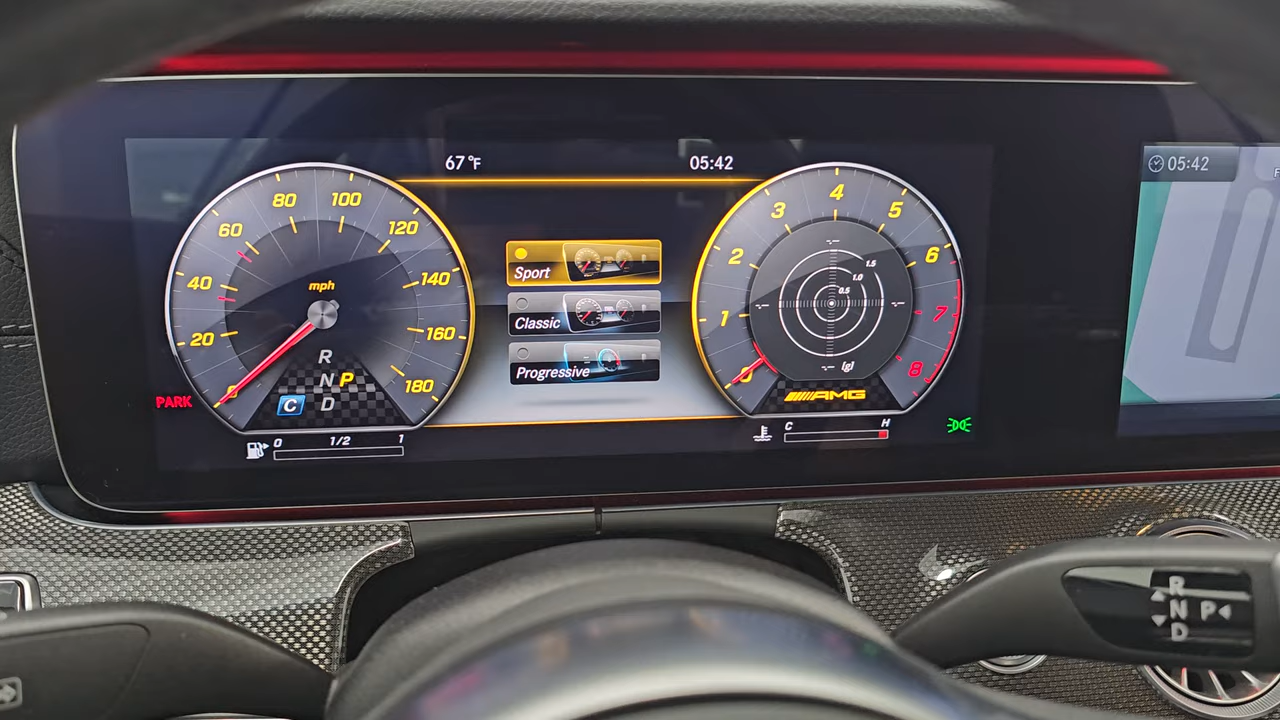 67 °F
05:42
05:42
F
0
20
40
60
80
100
120
140
160
180
mph
R
N P
C D
PARK
0 1/2 1
Sport
Classic
Progressive
1
2
3
4
5
6
7
8
1.5
1.0
0.5
[g]
AMG
C H
R
N P
D